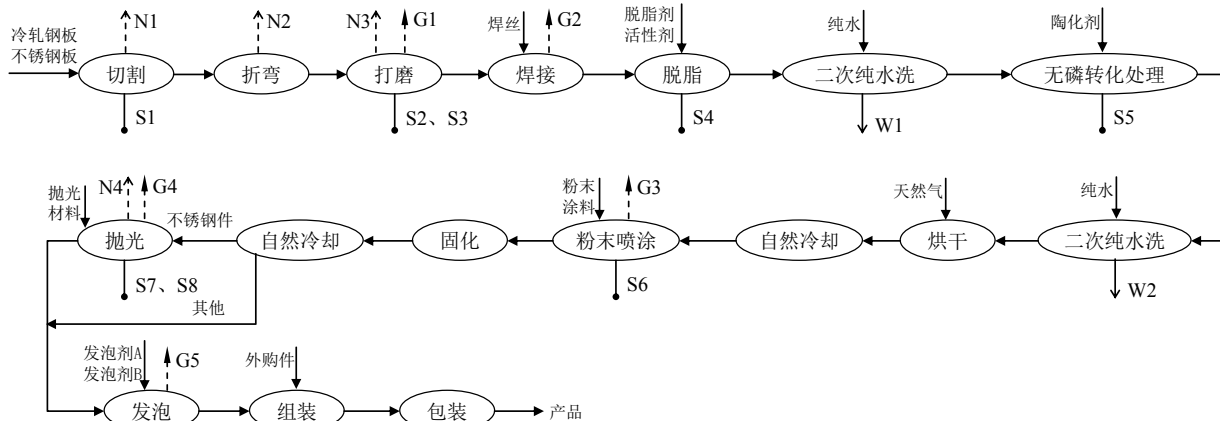 N1
N2
N3
G1
G2
冷轧钢板
不锈钢板
焊丝
脱脂剂
活性剂
纯水
陶化剂
切割
折弯
打磨
焊接
脱脂
二次纯水洗
无磷转化处理
S1
S2、S3
S4
W1
S5
抛光
材料
N4
G4
不锈钢件
粉末
涂料
G3
天然气
纯水
抛光
自然冷却
固化
粉末喷涂
自然冷却
烘干
二次纯水洗
S7、S8
其他
S6
W2
发泡剂A
发泡剂B
G5
外购件
发泡
组装
包装
产品